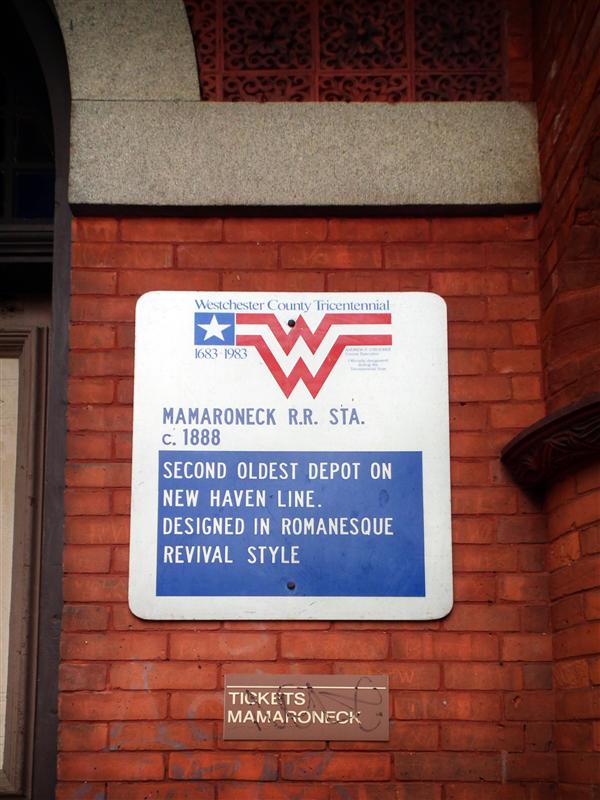 Westchester County Tricentennial
1683-1983
MAMARONECK R.R. STA.
C. 1888
SECOND OLDEST DEPOT ON
NEW HAVEN LINE.
DESIGNED IN ROMANESQUE
REVIVAL STYLE
TICKETS
MAMARONECK